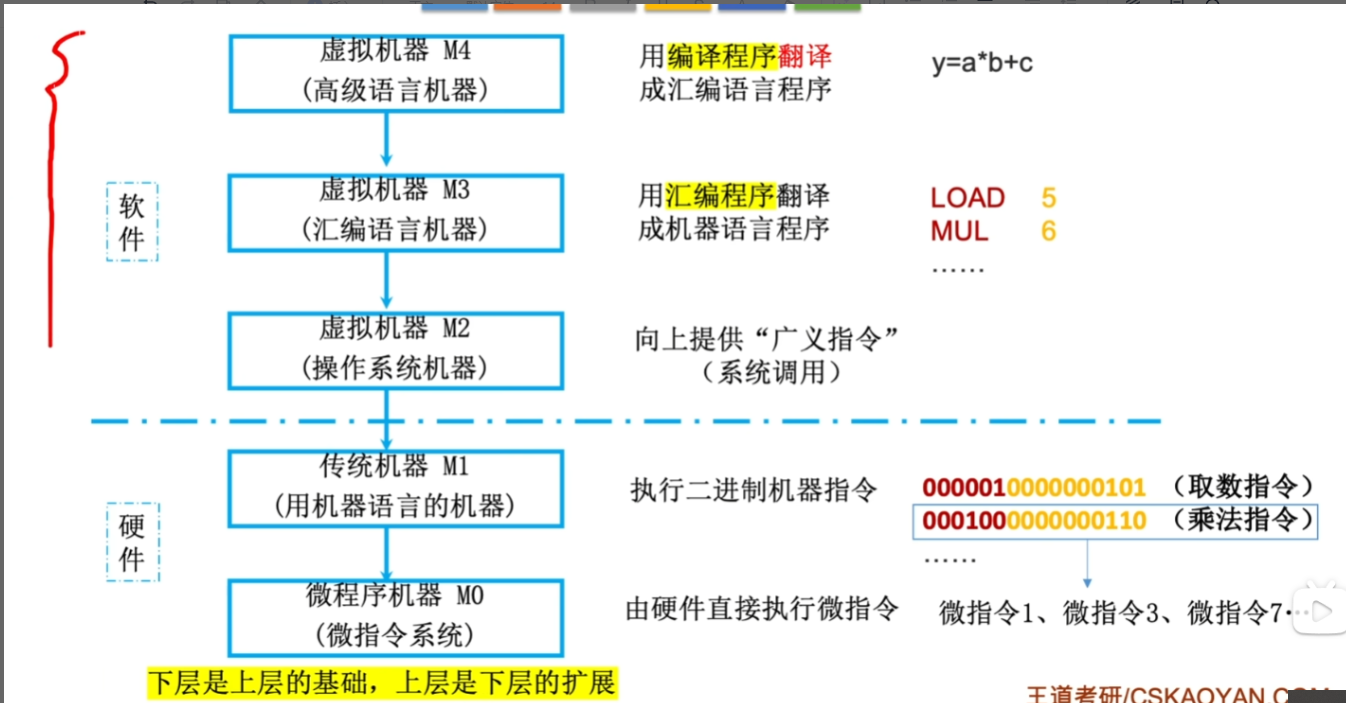 虚拟机器 M4
(高级语言机器)
用编译程序翻译
成汇编语言程序
y=a*b+c
软件
虚拟机器 M3
(汇编语言机器)
用汇编程序翻译
成机器语言程序
LOAD 5
MUL 6
……
虚拟机器 M2
(操作系统机器)
向上提供“广义指令”
（系统调用）
硬件
传统机器 M1
(用机器语言的机器)
执行二进制机器指令
0000010000000101 （取数指令）
0001000000000110 （乘法指令）
……
微程序机器 M0
(微指令系统)
由硬件直接执行微指令
微指令1、微指令3、微指令7…
下层是上层的基础，上层是下层的扩展
王道考研/CSKAOYAN.COM